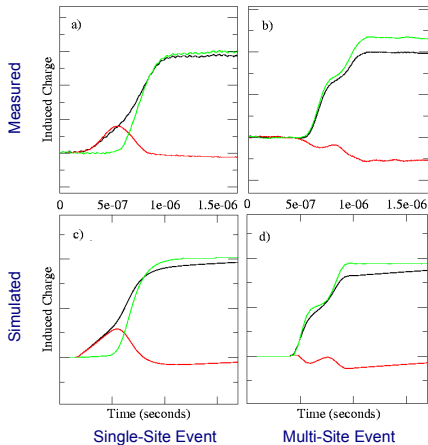 a)
b)
Measured
Induced Charge
0 5e-07 1e-06 1.5e-06
0 5e-07 1e-06 1.5e-06
c)
d)
Simulated
Induced Charge
Time (seconds)
Time (seconds)
Single-Site Event
Multi-Site Event